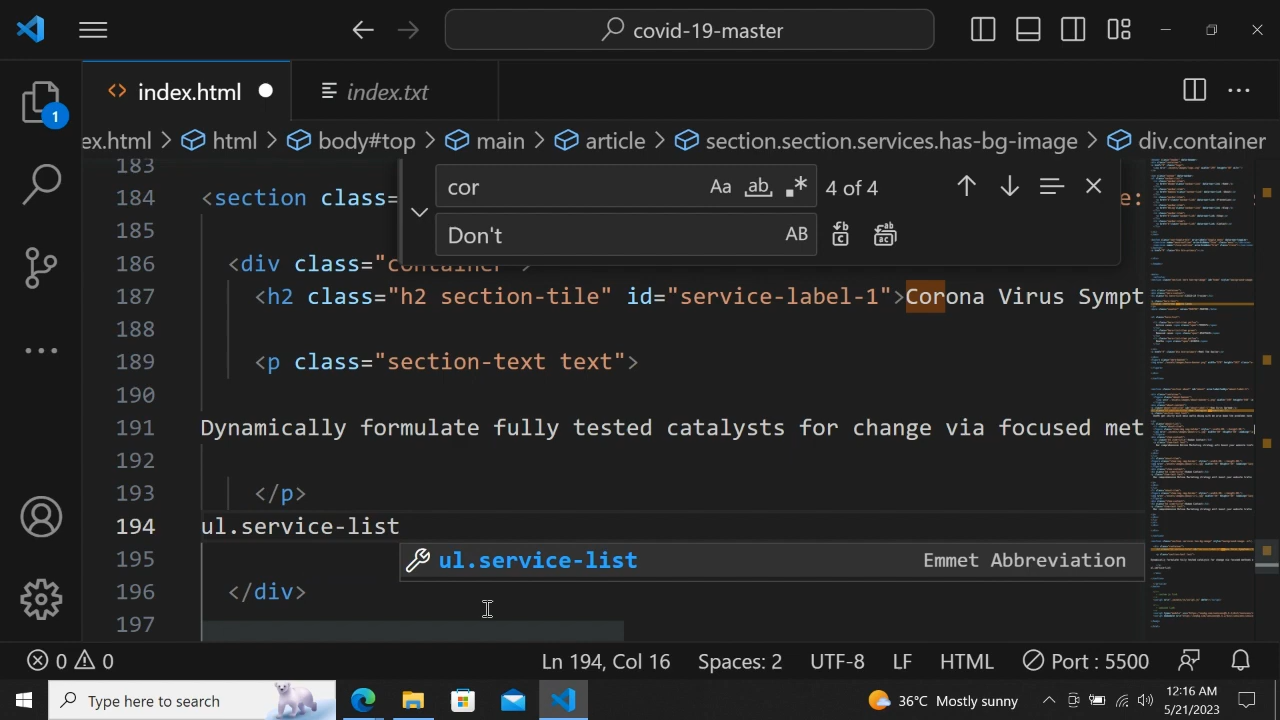 covid-19-master
index.html
index.txt
ex.html > html > body#top > main > article > section.section.services.has-bg-image > div.container
cor Aa ab .* 4 of 4
Don't AB
183
184 <section class= e:
185
186 <div class="container">
187 <h2 class="h2 sction-tile" id="service-label-1">Corona Virus Sympt
188
189 <p class="section-text text">
190
191 Dynamically formulate fully tested catalysts for change via focused met
192
193 </p>
194 ul.service-list
195 ul.service-list Emmet Abbreviation
196 </div>
197
1
0 0 Ln 194, Col 16 Spaces: 2 UTF-8 LF HTML Port : 5500
Type here to search
36°C Mostly sunny
12:16 AM
5/21/2023